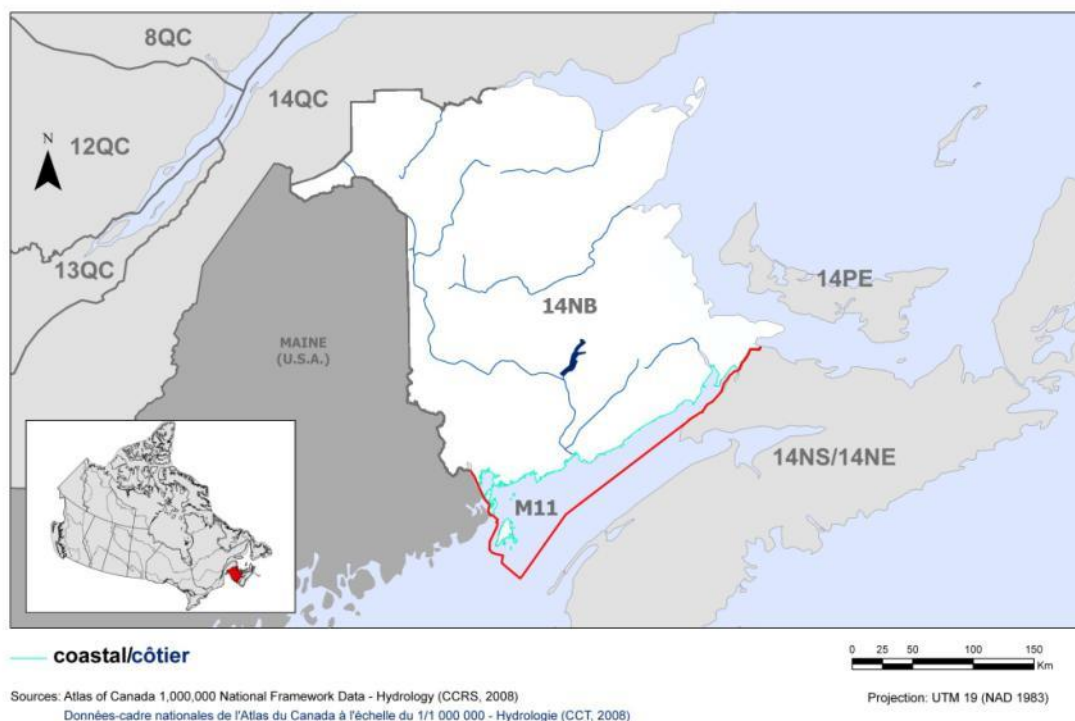 8QC
14QC
N
12QC
13QC
14PE
14NB
MAINE
(U.S.A.)
14NS/14NE
M11
coastal/côtier
0 25 50 100 150
Km
Sources: Atlas of Canada 1,000,000 National Framework Data - Hydrology (CCRS, 2008)
Projection: UTM 19 (NAD 1983)
Données-cadre nationales de l'Atlas du Canada à l'échelle du 1/1 000 000 - Hydrologie (CCT, 2008)